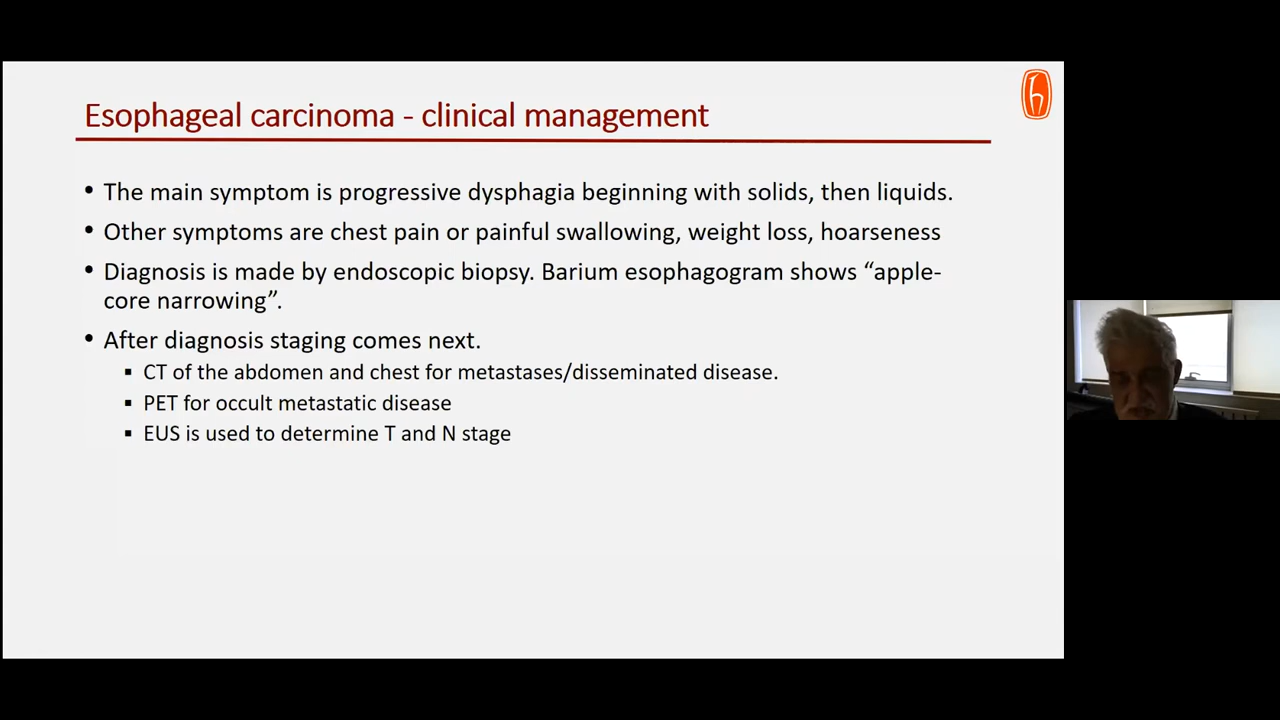 Esophageal carcinoma - clinical management
• The main symptom is progressive dysphagia beginning with solids, then liquids.
• Other symptoms are chest pain or painful swallowing, weight loss, hoarseness
• Diagnosis is made by endoscopic biopsy. Barium esophagogram shows “apple-
core narrowing”.
• After diagnosis staging comes next.
▪ CT of the abdomen and chest for metastases/disseminated disease.
▪ PET for occult metastatic disease
▪ EUS is used to determine T and N stage